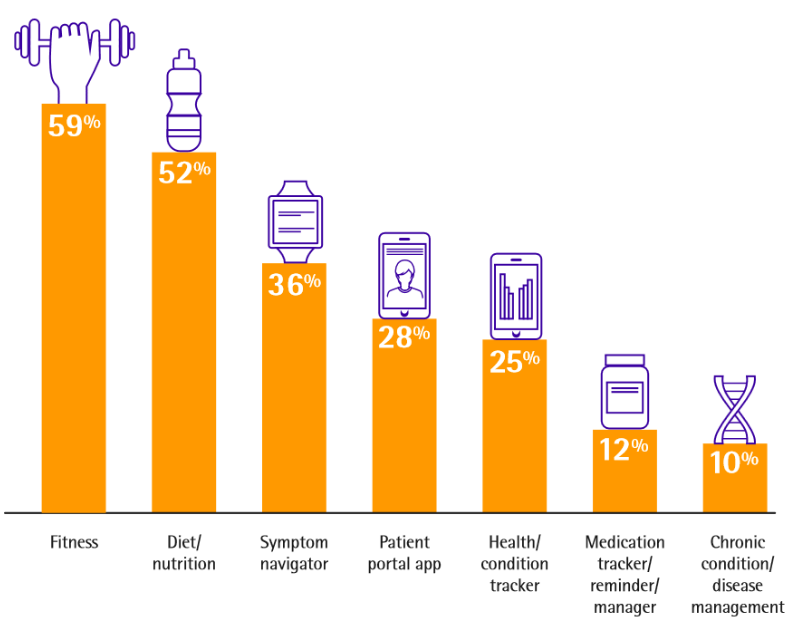 59%
52%
36%
28%
25%
12%
10%
Fitness
Diet/
nutrition
Symptom
navigator
Patient
portal app
Health/
condition
tracker
Medication
tracker/
reminder/
manager
Chronic
condition/
disease
management